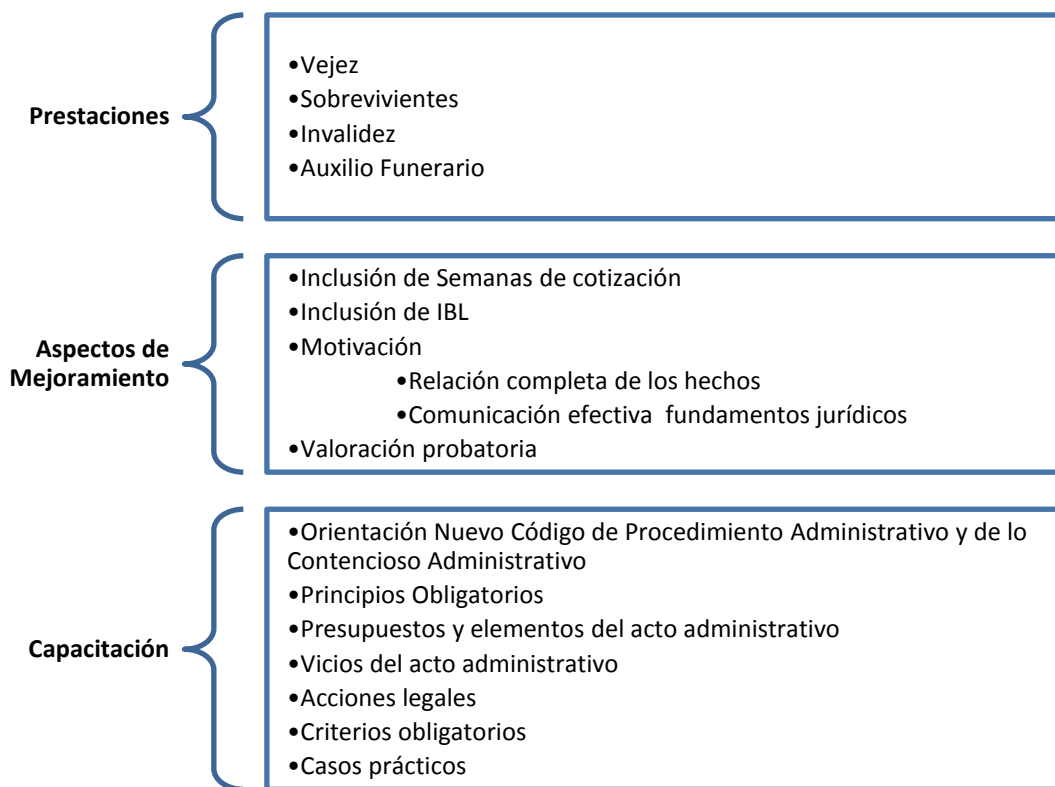 Prestaciones
•Vejez
•Sobrevivientes
•Invalidez
•Auxilio Funerario
Aspectos de
Mejoramiento
•Inclusión de Semanas de cotización
•Inclusión de IBL
•Motivación
•Relación completa de los hechos
•Comunicación efectiva fundamentos jurídicos
•Valoración probatoria
Capacitación
•Orientación Nuevo Código de Procedimiento Administrativo y de lo
Contencioso Administrativo
•Principios Obligatorios
•Presupuestos y elementos del acto administrativo
•Vicios del acto administrativo
•Acciones legales
•Criterios obligatorios
•Casos prácticos